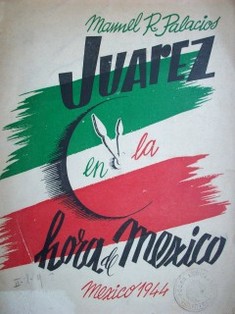 Manuel R. Palacios
JUAREZ
en la
hora de Mexico
Mexico 1944